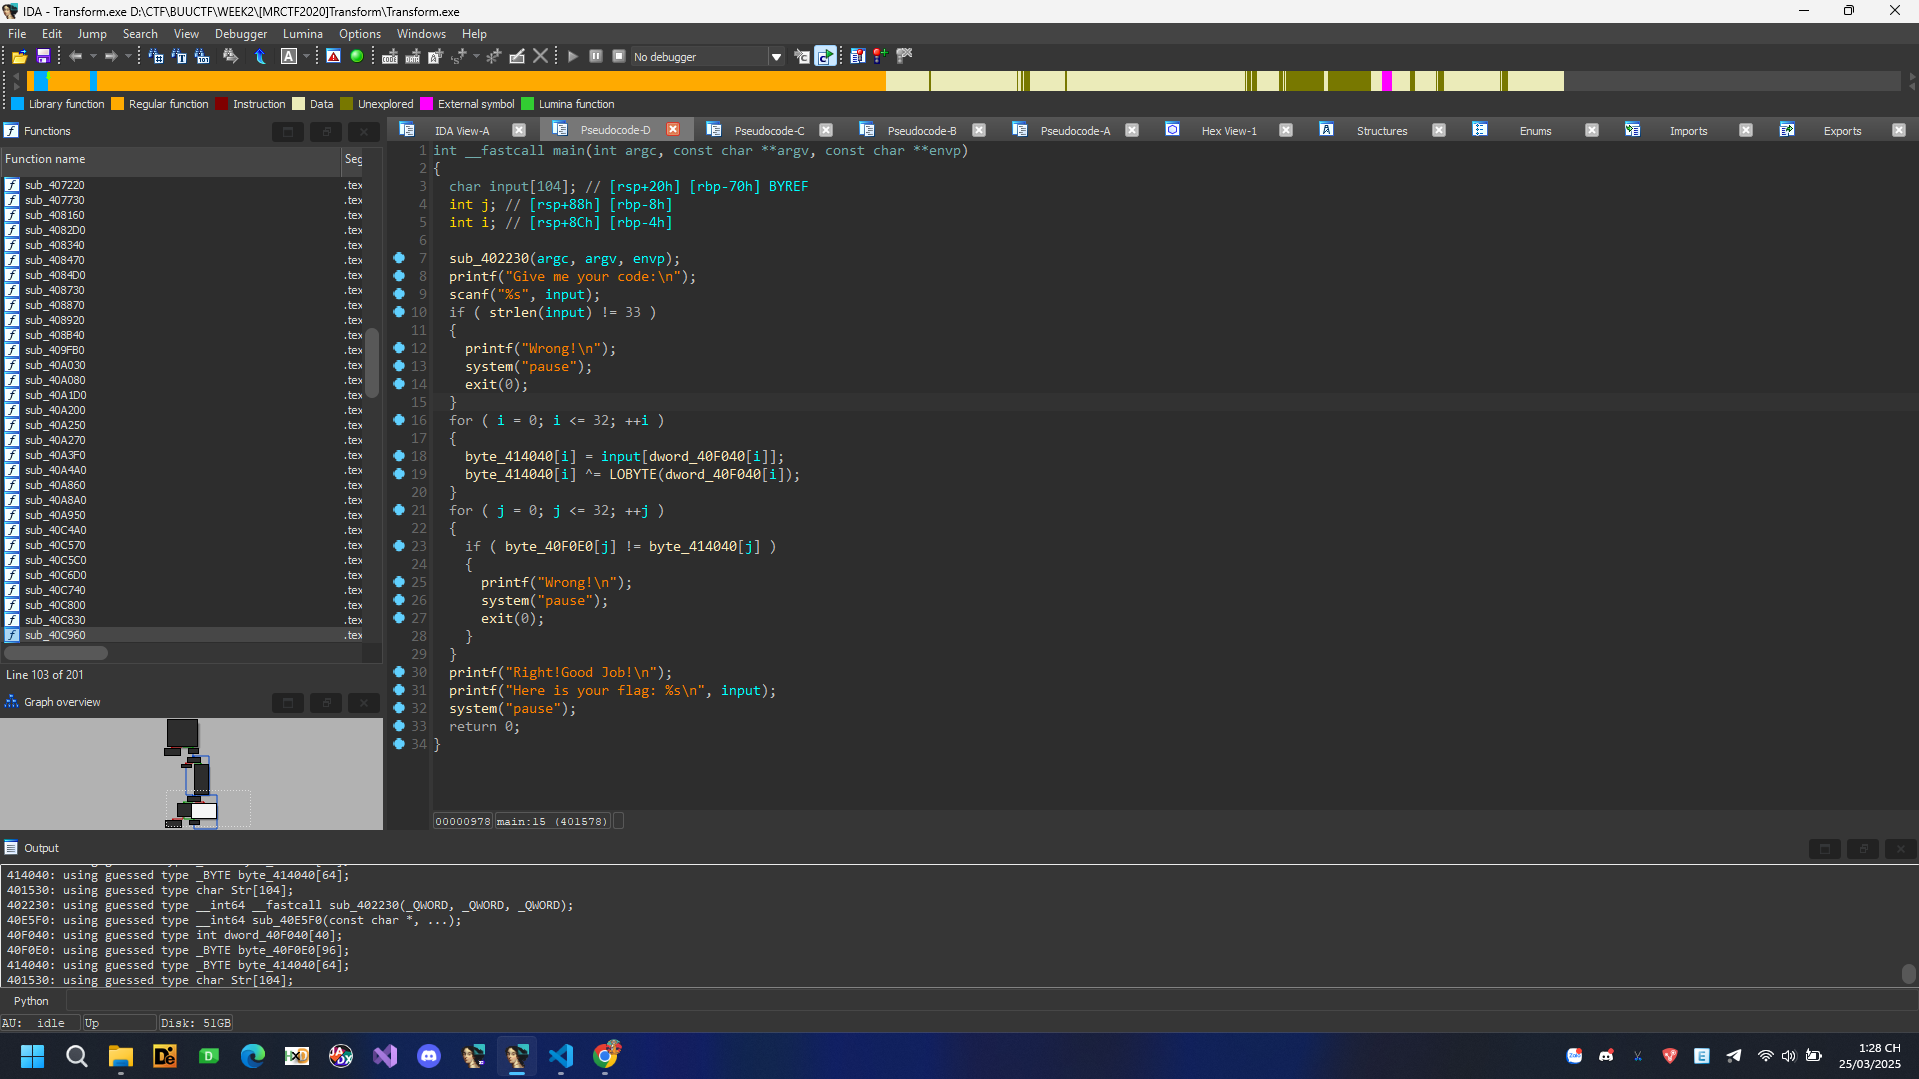 IDA - Transform.exe D:\CTF\BUUCTF\WEEK2\[MRCTF2020]Transform\Transform.exe
File Edit Jump Search View Debugger Lumina Options Windows Help
No debugger
Library function Regular function Instruction Data Unexplored External symbol Lumina function
Functions
IDA View-A Pseudocode-D Pseudocode-C Pseudocode-B Pseudocode-A Hex View-1 Structures Enums Imports Exports
Function name Seg
sub_407220 .tex
sub_407730 .tex
sub_408160 .tex
sub_4082D0 .tex
sub_408340 .tex
sub_408470 .tex
sub_4084D0 .tex
sub_408730 .tex
sub_408870 .tex
sub_408920 .tex
sub_408B40 .tex
sub_409FB0 .tex
sub_40A030 .tex
sub_40A080 .tex
sub_40A1D0 .tex
sub_40A200 .tex
sub_40A250 .tex
sub_40A270 .tex
sub_40A3F0 .tex
sub_40A4A0 .tex
sub_40A860 .tex
sub_40A8A0 .tex
sub_40A950 .tex
sub_40C4A0 .tex
sub_40C570 .tex
sub_40C5C0 .tex
sub_40C6D0 .tex
sub_40C740 .tex
sub_40C800 .tex
sub_40C830 .tex
sub_40C960 .tex
Line 103 of 201
Graph overview
1 int __fastcall main(int argc, const char **argv, const char **envp)
2 {
3 char input[104]; // [rsp+20h] [rbp-70h] BYREF
4 int j; // [rsp+88h] [rbp-8h]
5 int i; // [rsp+8Ch] [rbp-4h]
6
7 sub_402230(argc, argv, envp);
8 printf("Give me your code:\n");
9 scanf("%s", input);
10 if ( strlen(input) != 33 )
11 {
12 printf("Wrong!\n");
13 system("pause");
14 exit(0);
15 }
16 for ( i = 0; i <= 32; ++i )
17 {
18 byte_414040[i] = input[dword_40F040[i]];
19 byte_414040[i] ^= LOBYTE(dword_40F040[i]);
20 }
21 for ( j = 0; j <= 32; ++j )
22 {
23 if ( byte_40F0E0[j] != byte_414040[j] )
24 {
25 printf("Wrong!\n");
26 system("pause");
27 exit(0);
28 }
29 }
30 printf("Right!Good Job!\n");
31 printf("Here is your flag: %s\n", input);
32 system("pause");
33 return 0;
34 }
00000978 main:15 (401578)
Output
414040: using guessed type _BYTE byte_414040[64];
401530: using guessed type char Str[104];
402230: using guessed type __int64 __fastcall sub_402230(_QWORD, _QWORD, _QWORD);
40E5F0: using guessed type __int64 sub_40E5F0(const char *, ...);
40F040: using guessed type int dword_40F040[40];
40F0E0: using guessed type _BYTE byte_40F0E0[96];
414040: using guessed type _BYTE byte_414040[64];
401530: using guessed type char Str[104];
Python
AU: idle Up Disk: 51GB
1:28 CH
25/03/2025